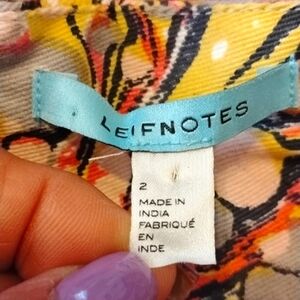 LEIFNOTES
2
MADE IN
INDIA
FABRIQUÉ
EN
INDE